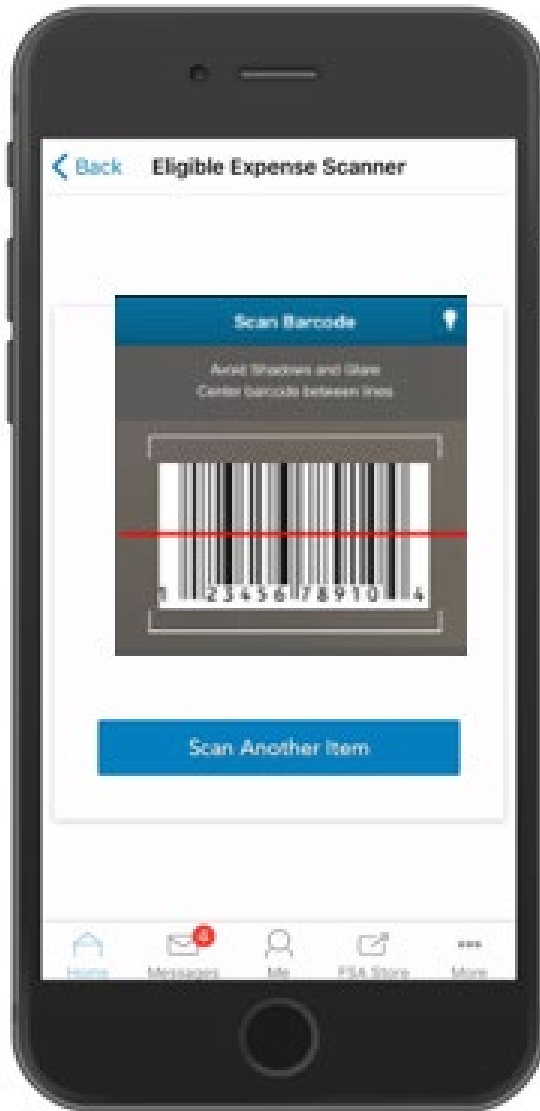 Back Eligible Expense Scanner
Scan Barcode
Avoid Shadows and Glare
Center barcode between lines
1 23456 78910 4
Scan Another Item
Home Messages Me FSA Store More